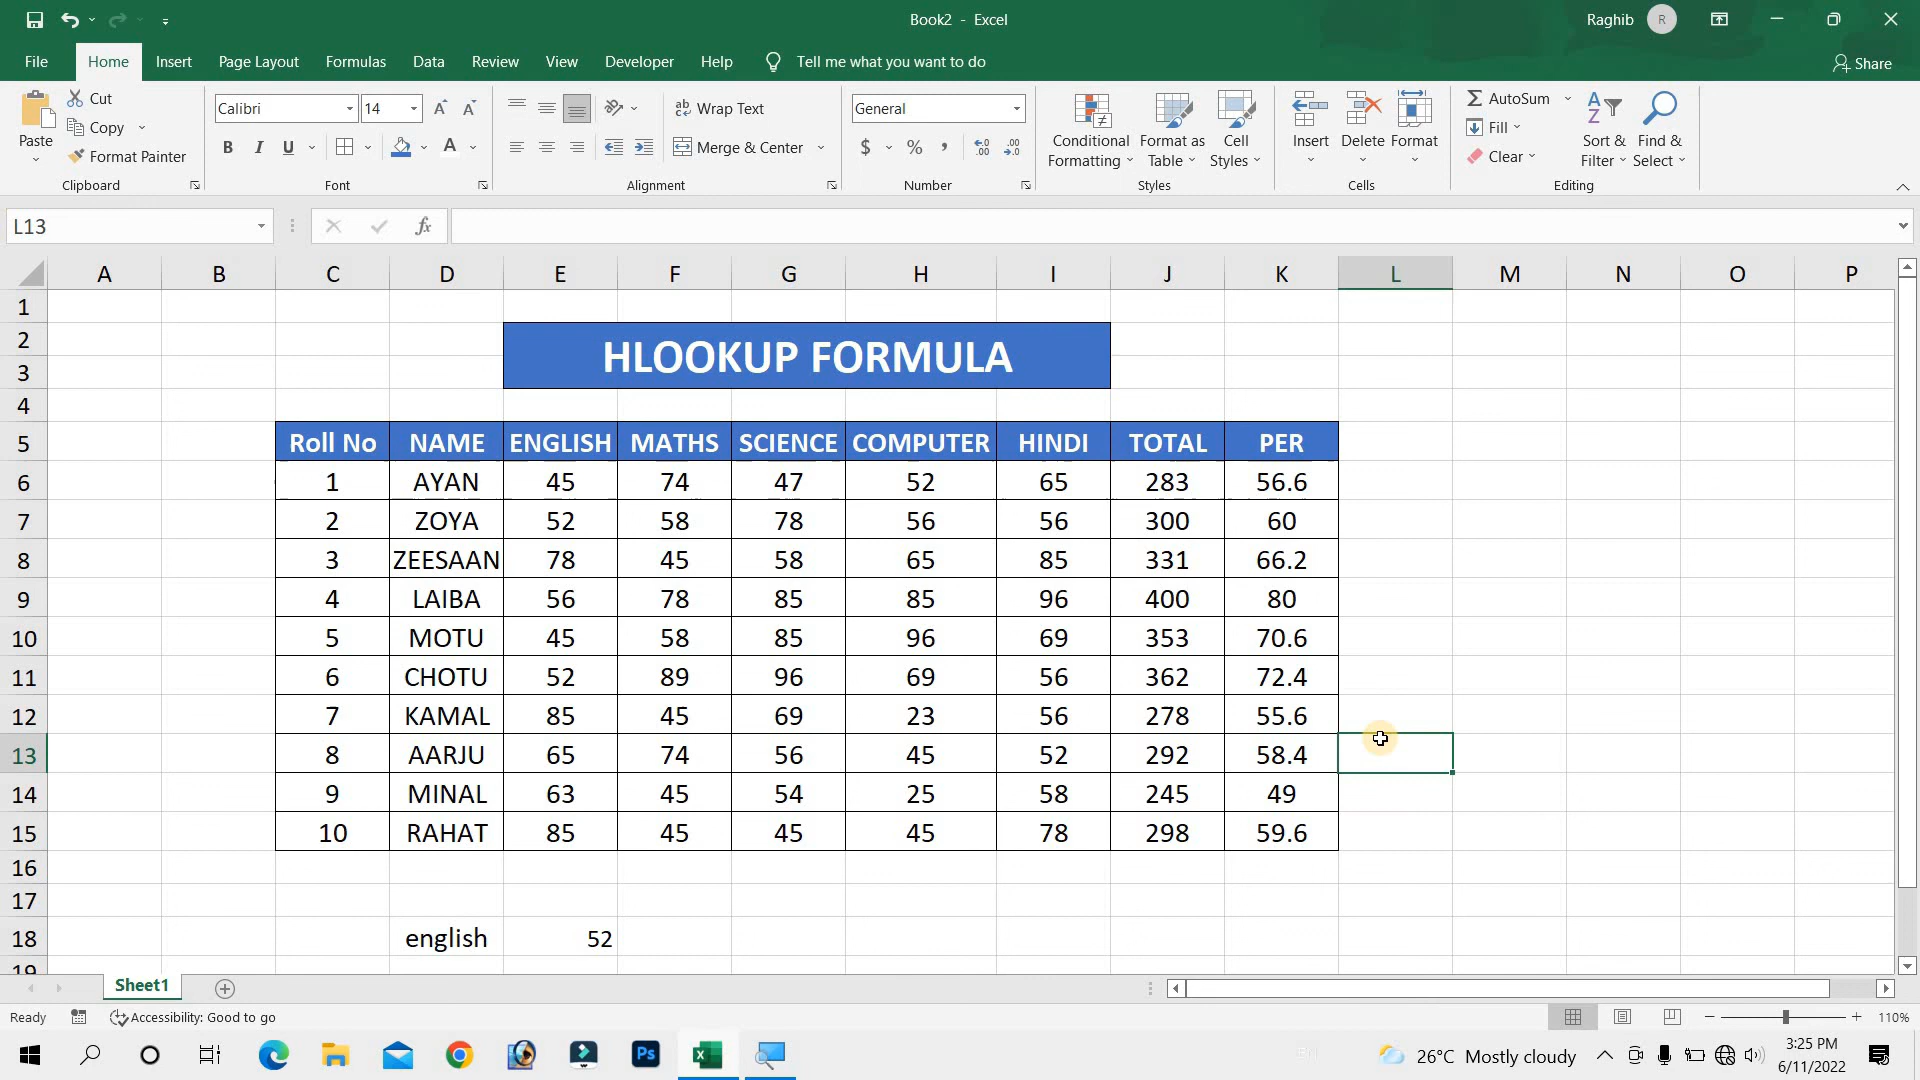 Book2 - Excel
Raghib R
File Home Insert Page Layout Formulas Data Review View Developer Help Tell me what you want to do Share
Paste
Cut
Copy
Format Painter
Clipboard
Calibri 14
B I U
Font
Wrap Text
Merge & Center
Alignment
General
$ % ,
Number
Conditional Formatting
Format as Table
Cell Styles
Styles
Insert
Delete
Format
Cells
AutoSum
Fill
Clear
Sort & Filter
Find & Select
Editing
L13
fx
A B C D E F G H I J K L M N O P
1
2
HLOOKUP FORMULA
3
4
5 Roll No NAME ENGLISH MATHS SCIENCE COMPUTER HINDI TOTAL PER
6 1 AYAN 45 74 47 52 65 283 56.6
7 2 ZOYA 52 58 78 56 56 300 60
8 3 ZEESAAN 78 45 58 65 85 331 66.2
9 4 LAIBA 56 78 85 85 96 400 80
10 5 MOTU 45 58 85 96 69 353 70.6
11 6 CHOTU 52 89 96 69 56 362 72.4
12 7 KAMAL 85 45 69 23 56 278 55.6
13 8 AARJU 65 74 56 45 52 292 58.4
14 9 MINAL 63 45 54 25 58 245 49
15 10 RAHAT 85 45 45 45 78 298 59.6
16
17
18 english 52
19
Sheet1
Ready Accessibility: Good to go 110%
Ps
26°C Mostly cloudy
3:25 PM
6/11/2022